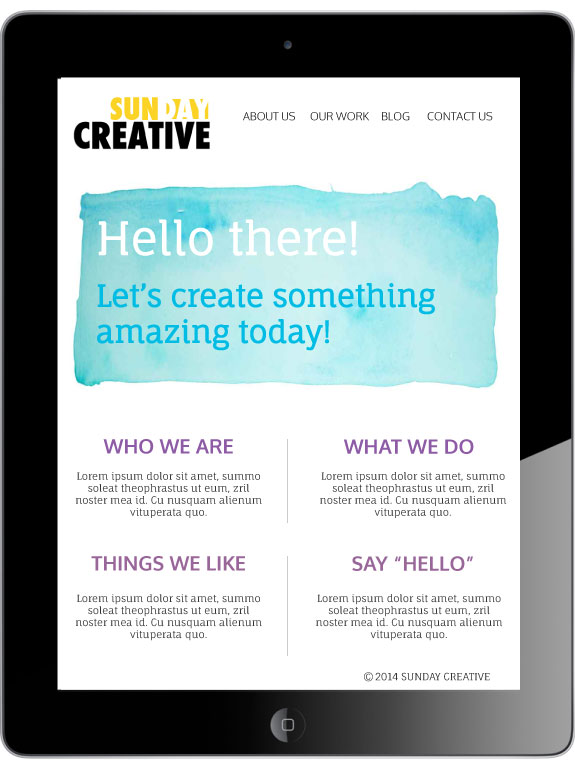 SUNDAY
CREATIVE
ABOUT US OUR WORK BLOG CONTACT US
Hello there!
Let’s create something
amazing today!
WHO WE ARE
Lorem ipsum dolor sit amet, summo
soleat theophrastus ut eum, zril
noster mea id. Cu nusquam alienum
vituperata quo.
WHAT WE DO
Lorem ipsum dolor sit amet, summo
soleat theophrastus ut eum, zril
noster mea id. Cu nusquam alienum
vituperata quo.
THINGS WE LIKE
Lorem ipsum dolor sit amet, summo
soleat theophrastus ut eum, zril
noster mea id. Cu nusquam alienum
vituperata quo.
SAY “HELLO”
Lorem ipsum dolor sit amet, summo
soleat theophrastus ut eum, zril
noster mea id. Cu nusquam alienum
vituperata quo.
© 2014 SUNDAY CREATIVE